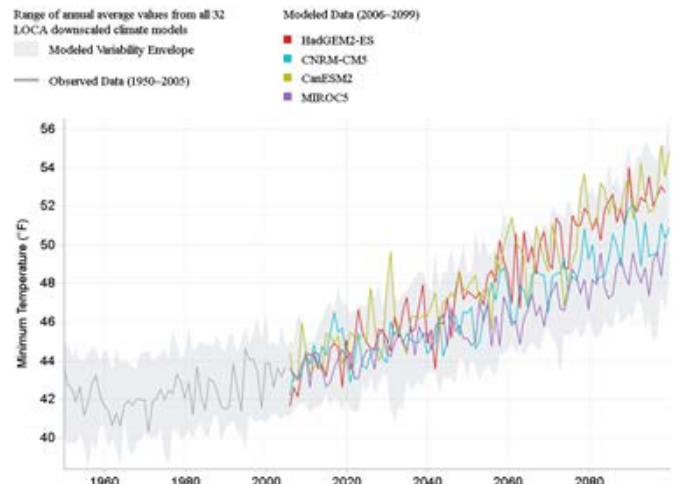 Range of annual average values from all 32
LOCA downscaled climate models
Modeled Variability Envelope
Observed Data (1950–2005)
Modeled Data (2006–2099)
HadGEM2-ES
CNRM-CM5
CanESM2
MIROC5
Minimum Temperature (°F)
56
54
52
50
48
46
44
42
40
1960
1980
2000
2020
2040
2060
2080